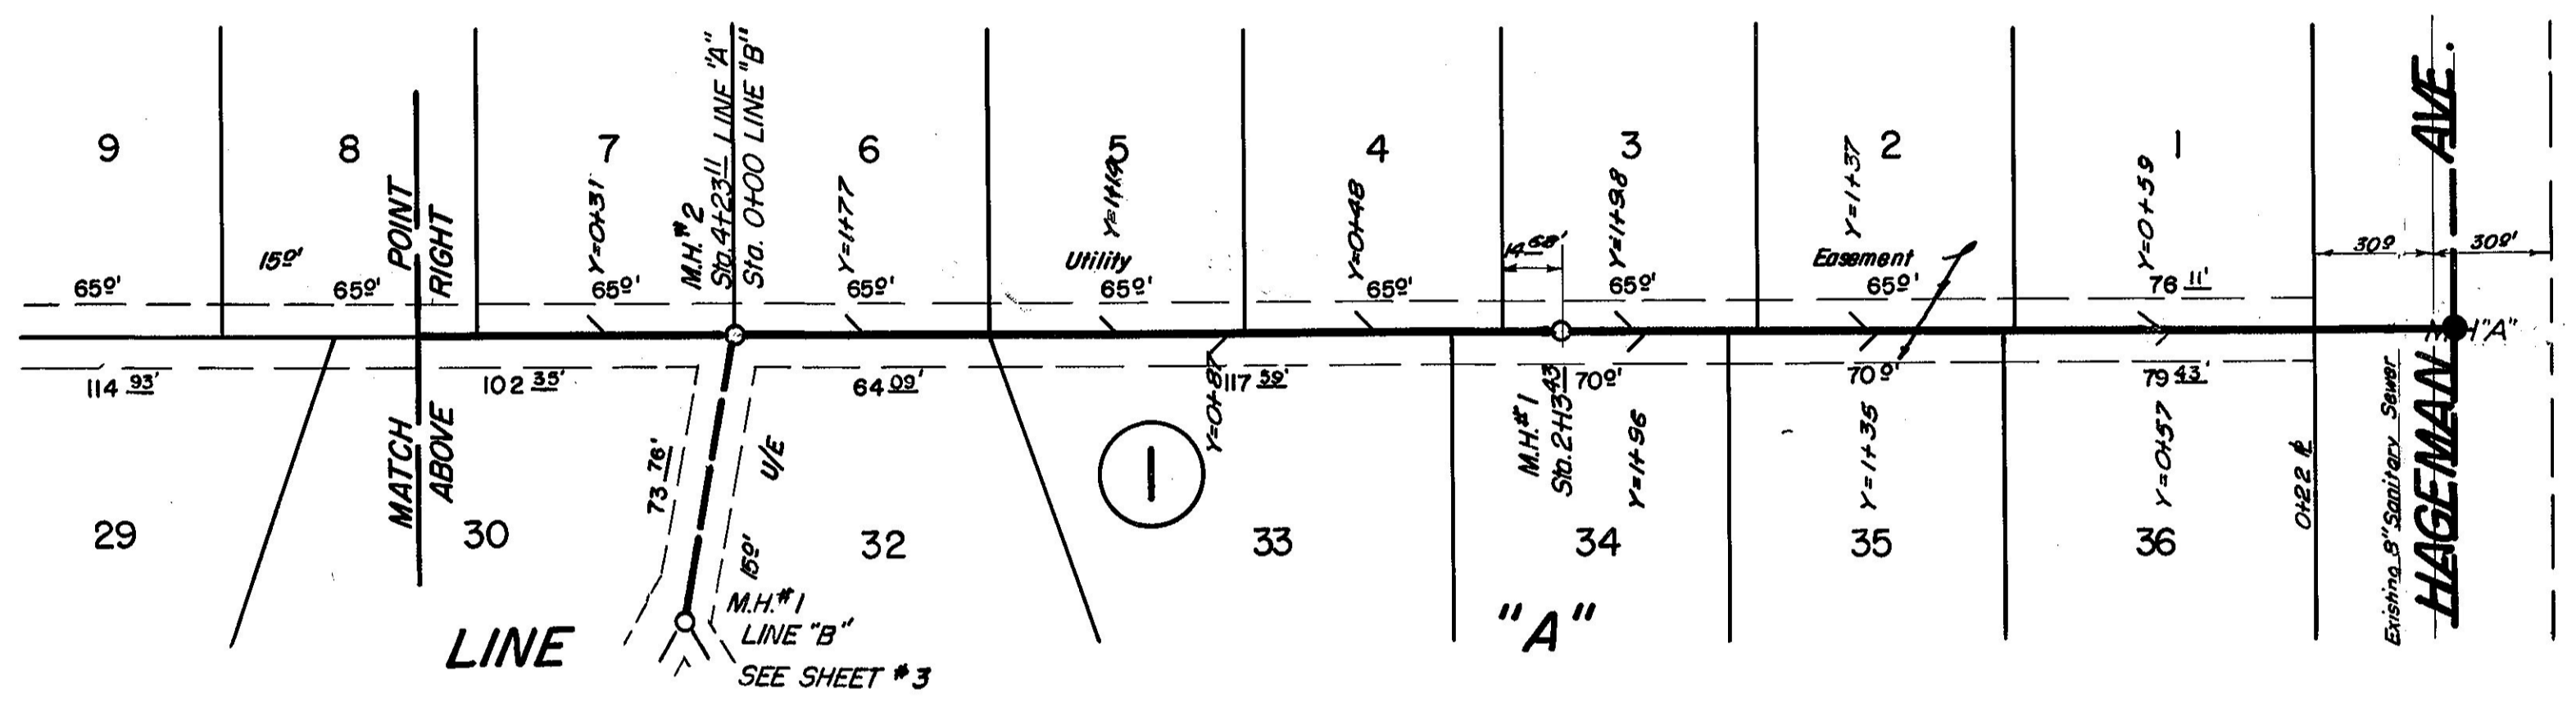 9
8
7
6
5
4
3
2
1
POINT
RIGHT
Y=0+31
M.H.#2
Sta. 4+23 11 LINE "A"
Sta. 0+00 LINE "B"
Y=1+77
Y=0+48
Y=1+98
Y=1+37
Y=0+59
AVE.
15 0'
Utility
Easement
14 68'
30 0
30 0'
65 0'
65 0'
65 0'
65 0'
65 0'
65 0'
65 0'
65 0'
76 11'
"A"
114 93'
102 35'
64 09'
117 59'
70 0'
70 0'
79 43'
MATCH
ABOVE
73 76'
U/E
15 0'
Y=0+87
1
M.H.#1
Y=1+96
Y=1+35
Y=0+57
0+22 PL
Existing 8" Sanitary Sewer
HAGEMAN
29
30
32
33
34
35
36
M.H.#1
LINE "B"
SEE SHEET #3
LINE
"A"